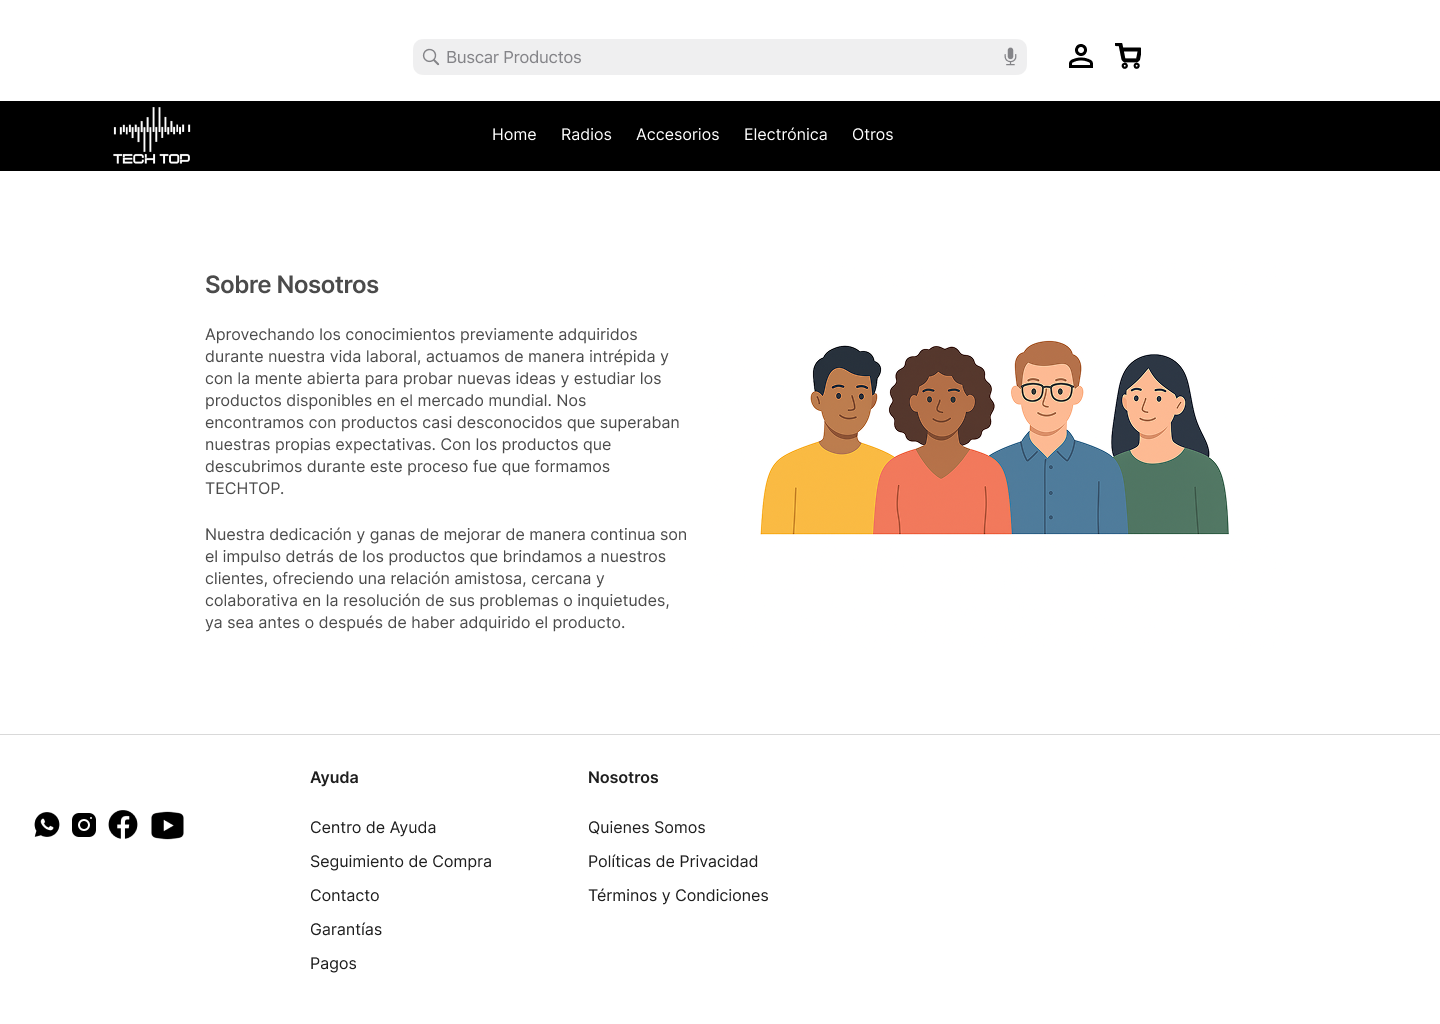 Buscar Productos
TECH TOP
Home Radios Accesorios Electrónica Otros
Sobre Nosotros
Aprovechando los conocimientos previamente adquiridos
durante nuestra vida laboral, actuamos de manera intrépida y
con la mente abierta para probar nuevas ideas y estudiar los
productos disponibles en el mercado mundial. Nos
encontramos con productos casi desconocidos que superaban
nuestras propias expectativas. Con los productos que
descubrimos durante este proceso fue que formamos
TECHTOP.
Nuestra dedicación y ganas de mejorar de manera continua son
el impulso detrás de los productos que brindamos a nuestros
clientes, ofreciendo una relación amistosa, cercana y
colaborativa en la resolución de sus problemas o inquietudes,
ya sea antes o después de haber adquirido el producto.
Ayuda
Centro de Ayuda
Seguimiento de Compra
Contacto
Garantías
Pagos
Nosotros
Quienes Somos
Políticas de Privacidad
Términos y Condiciones